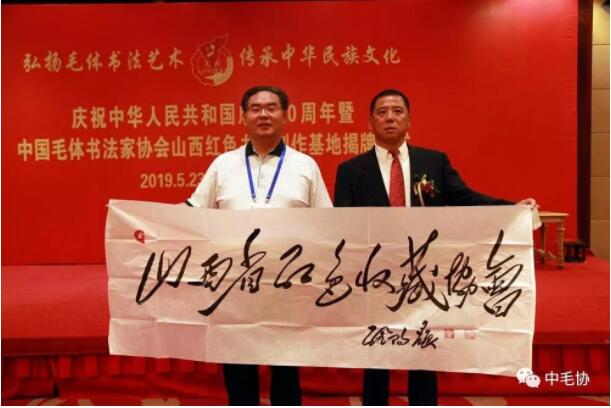 弘扬毛体书法艺术 传承中华民族文化
庆祝中华人民共和国 0周年暨
中国毛体书法家协会山西红色 作基地揭牌
2019.5.23
山西省红色收藏协會
中毛协